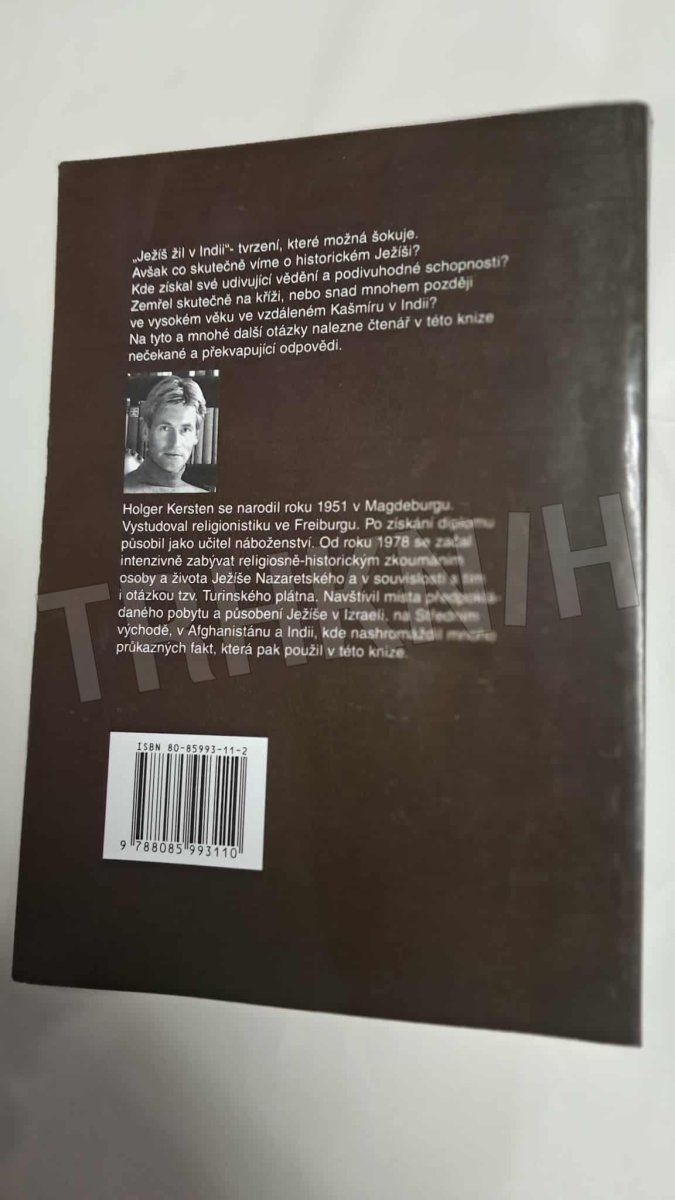 „Ježíš žil v Indii“- tvrzení, které možná šokuje.
Avšak co skutečně víme o historickém Ježíši?
Kde získal své udivující vědění a podivuhodné schopnosti?
Zemřel skutečně na kříži, nebo snad mnohem později
ve vysokém věku ve vzdáleném Kašmíru v Indii?
Na tyto a mnohé další otázky nalezne čtenář v této knize
nečekané a překvapující odpovědi.
Holger Kersten se narodil roku 1951 v Magdeburgu.
Vystudoval religionistiku ve Freiburgu. Po získání diplomu
působil jako učitel náboženství. Od roku 1978 se začal
intenzivně zabývat religiosně-historickým zkoumáním
osoby a života Ježíše Nazaretského a v souvislosti s tím
i otázkou tzv. Turinského plátna. Navštívil místa předpoklá-
daného pobytu a působení Ježíše v Izraeli, na Středním
východě, v Afghanistánu a Indii, kde nashromáždil mnoho
průkazných fakt, která pak použil v této knize.
ISBN 80-85993-11-2
9 788085 993110
TRHKNIH